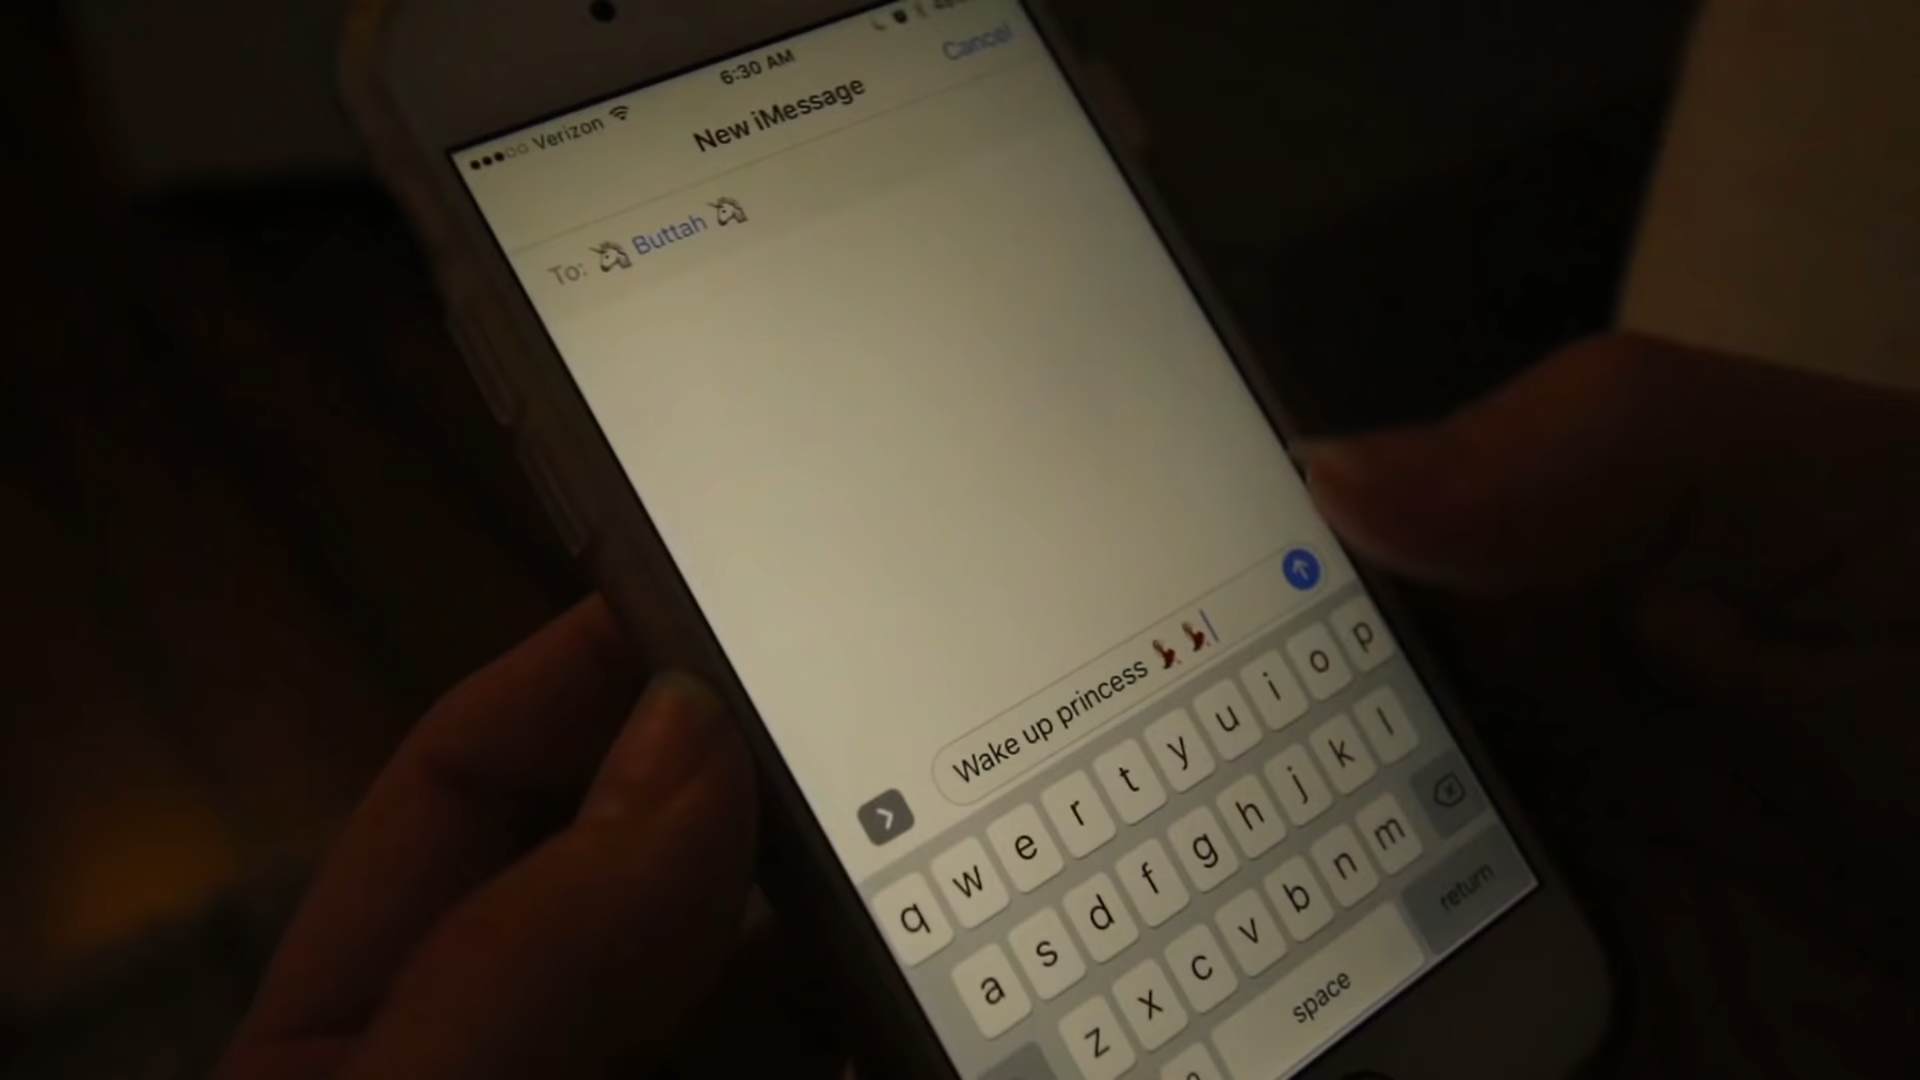 Verizon 6:30 AM
New iMessage Cancel
To: 🦄 Buttah 🦄
Wake up princess 💃💃
q w e r t y u i o p
a s d f g h j k l
z x c v b n m
space return